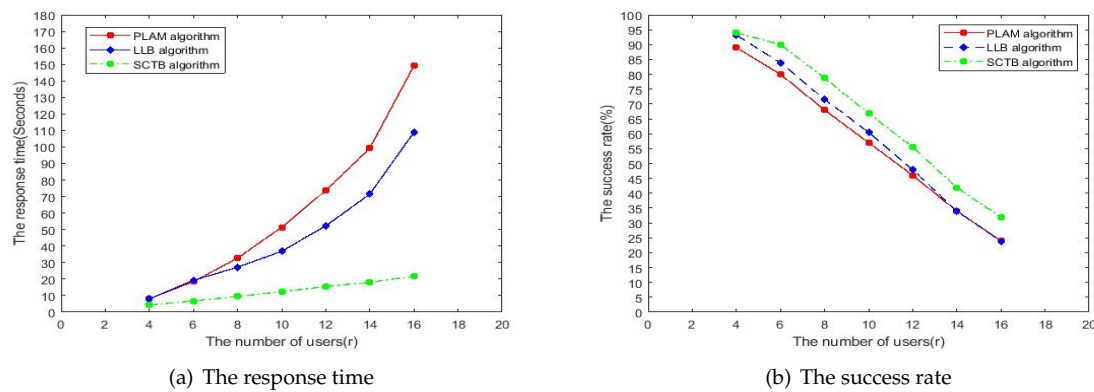 180
170
160
150
140
130
120
110
100
90
80
70
60
50
40
30
20
10
0
The response time(Seconds)
PLAM algorithm
LLB algorithm
SCTB algorithm
0 2 4 6 8 10 12 14 16 18 20
The number of users(r)
(a) The response time
100
95
90
85
80
75
70
65
60
55
50
45
40
35
30
25
20
15
10
5
0
The success rate(%)
PLAM algorithm
LLB algorithm
SCTB algorithm
0 2 4 6 8 10 12 14 16 18 20
The number of users(r)
(b) The success rate